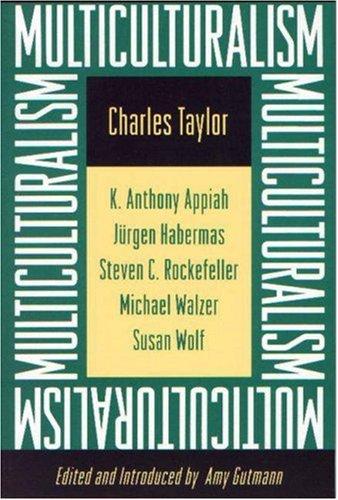 MULTICULTURALISM
MULTICULTURALISM
Charles Taylor
K. Anthony Appiah
Jürgen Habermas
Steven C. Rockefeller
Michael Walzer
Susan Wolf
MULTICULTURALISM
MULTICULTURALISM
Edited and Introduced by Amy Gutmann